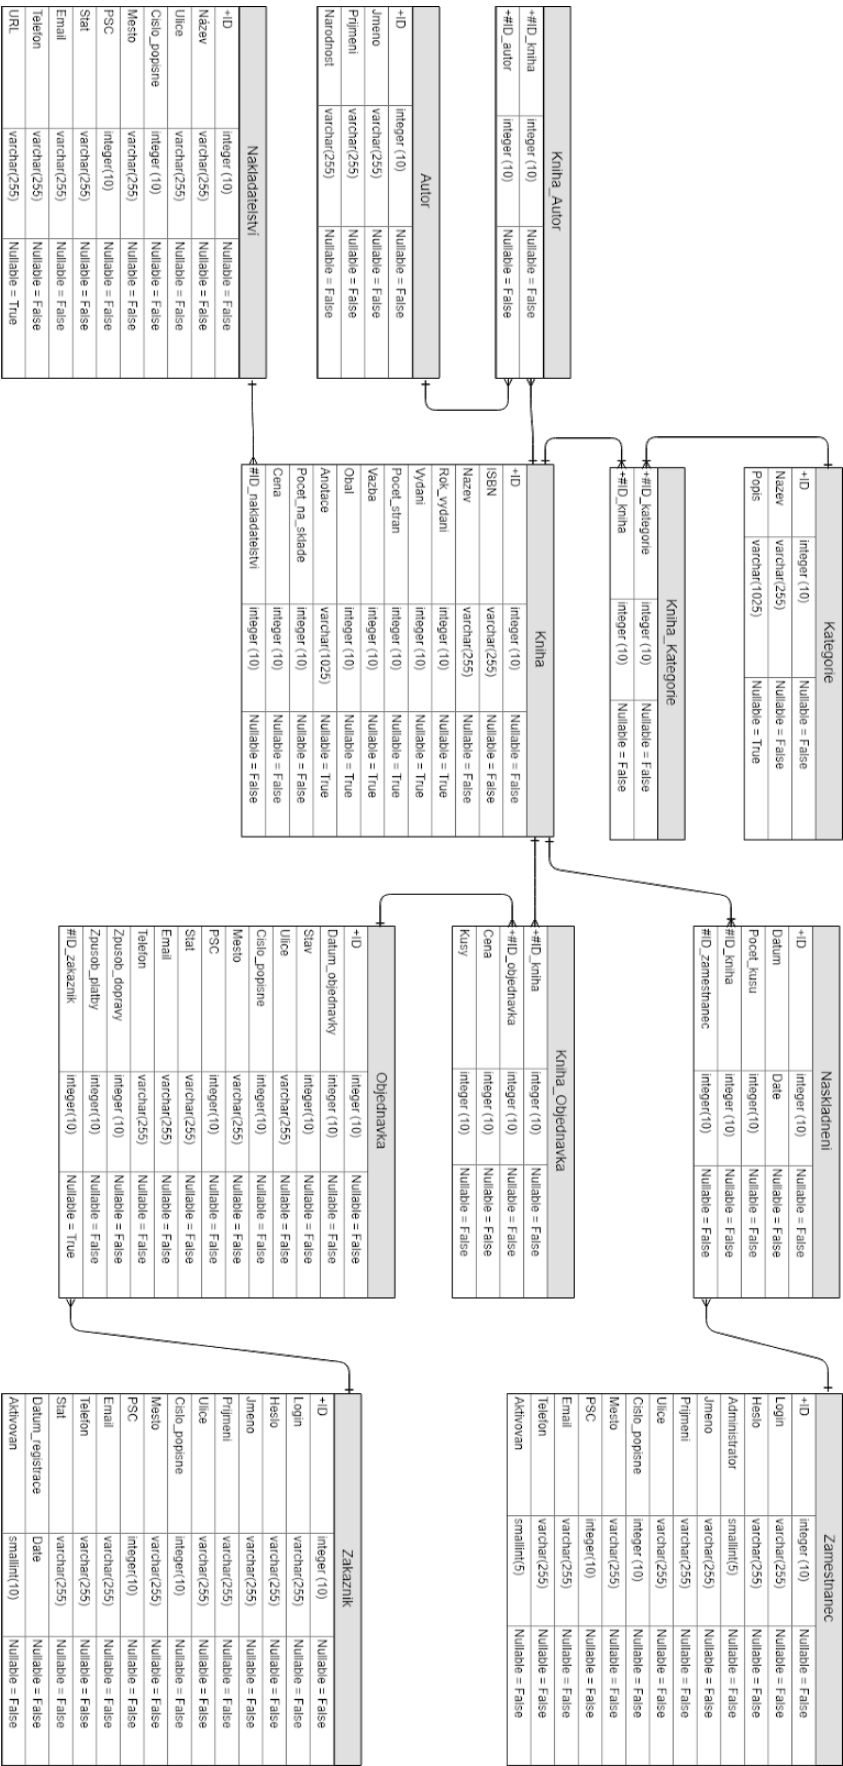 Kategorie
+ID integer (10) Nullable = False
Nazev varchar(255) Nullable = False
Popis varchar(1025) Nullable = True
Kniha_Kategorie
+#ID_kategorie integer (10) Nullable = False
+#ID_kniha integer (10) Nullable = False
Kniha_Autor
+#ID_kniha integer (10) Nullable = False
+#ID_autor integer (10) Nullable = False
Autor
+ID integer (10) Nullable = False
Jmeno varchar(255) Nullable = False
Prijmeni varchar(255) Nullable = False
Narodnost varchar(255) Nullable = False
Nakladatelství
+ID integer (10) Nullable = False
Název varchar(255) Nullable = False
Ulice varchar(255) Nullable = False
Cislo_popisne integer (10) Nullable = False
Mesto varchar(255) Nullable = False
PSC integer(10) Nullable = False
Stat varchar(255) Nullable = False
Email varchar(255) Nullable = False
Telefon varchar(255) Nullable = False
URL varchar(255) Nullable = True
Kniha
+ID integer (10) Nullable = False
ISBN varchar(255) Nullable = False
Nazev varchar(255) Nullable = False
Rok_vydani integer (10) Nullable = True
Vydani integer (10) Nullable = True
Pocet_stran integer (10) Nullable = True
Vazba integer (10) Nullable = True
Obal integer (10) Nullable = True
Anotace varchar(1025) Nullable = True
Pocet_na_sklade integer (10) Nullable = False
Cena integer (10) Nullable = False
#ID_nakladatelstvi integer (10) Nullable = False
Naskladneni
+ID integer (10) Nullable = False
Datum Date Nullable = False
Pocet_kusu integer(10) Nullable = False
#ID_kniha integer (10) Nullable = False
#ID_zamestnanec integer(10) Nullable = False
Kniha_Objednavka
+#ID_kniha integer (10) Nullable = False
+#ID_objednavka integer (10) Nullable = False
Cena integer (10) Nullable = False
Kusy integer (10) Nullable = False
Objednavka
+ID integer (10) Nullable = False
Datum_objednavky integer (10) Nullable = False
Stav integer(10) Nullable = False
Ulice varchar(255) Nullable = False
Cislo_popisne integer(10) Nullable = False
Mesto varchar(255) Nullable = False
PSC integer(10) Nullable = False
Stat varchar(255) Nullable = False
Email varchar(255) Nullable = False
Telefon varchar(255) Nullable = False
Zpusob_dopravy integer (10) Nullable = False
Zpusob_platby integer(10) Nullable = False
#ID_zakaznik integer(10) Nullable = True
Zamestnanec
+ID integer (10) Nullable = False
Login varchar(255) Nullable = False
Heslo varchar(255) Nullable = False
Administrator smallint(5) Nullable = False
Jmeno varchar(255) Nullable = False
Prijmeni varchar(255) Nullable = False
Ulice varchar(255) Nullable = False
Cislo_popisne integer (10) Nullable = False
Mesto varchar(255) Nullable = False
PSC integer(10) Nullable = False
Email varchar(255) Nullable = False
Telefon varchar(255) Nullable = False
Aktivovan smallint(5) Nullable = False
Zakaznik
+ID integer (10) Nullable = False
Login varchar(255) Nullable = False
Heslo varchar(255) Nullable = False
Jmeno varchar(255) Nullable = False
Prijmeni varchar(255) Nullable = False
Ulice varchar(255) Nullable = False
Cislo_popisne integer(10) Nullable = False
Mesto varchar(255) Nullable = False
PSC integer(10) Nullable = False
Email varchar(255) Nullable = False
Telefon varchar(255) Nullable = False
Stat varchar(255) Nullable = False
Datum_registrace Date Nullable = False
Aktivovan smallint(10) Nullable = False